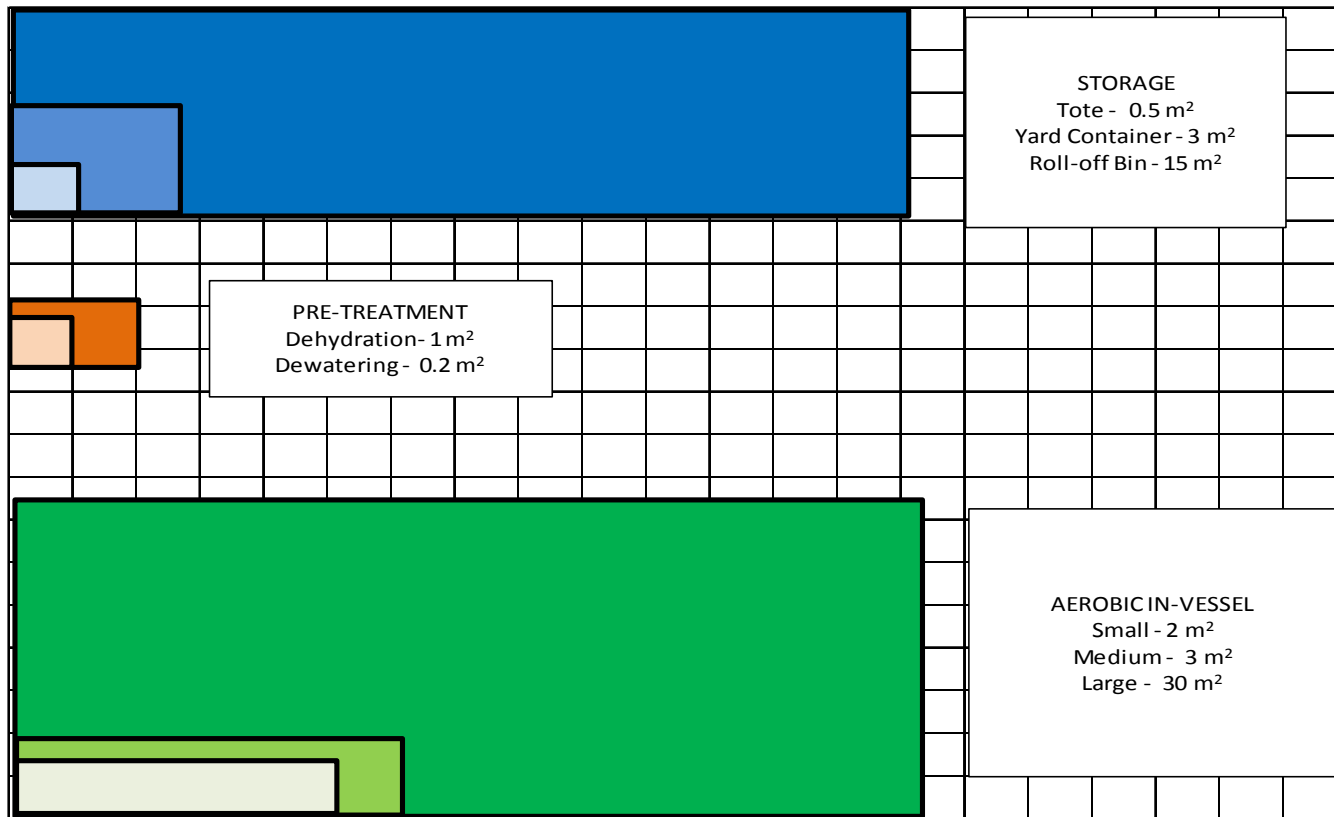 STORAGE
Tote - 0.5 m²
Yard Container - 3 m²
Roll-off Bin - 15 m²
PRE-TREATMENT
Dehydration- 1 m²
Dewatering - 0.2 m²
AEROBIC IN-VESSEL
Small - 2 m²
Medium - 3 m²
Large - 30 m²